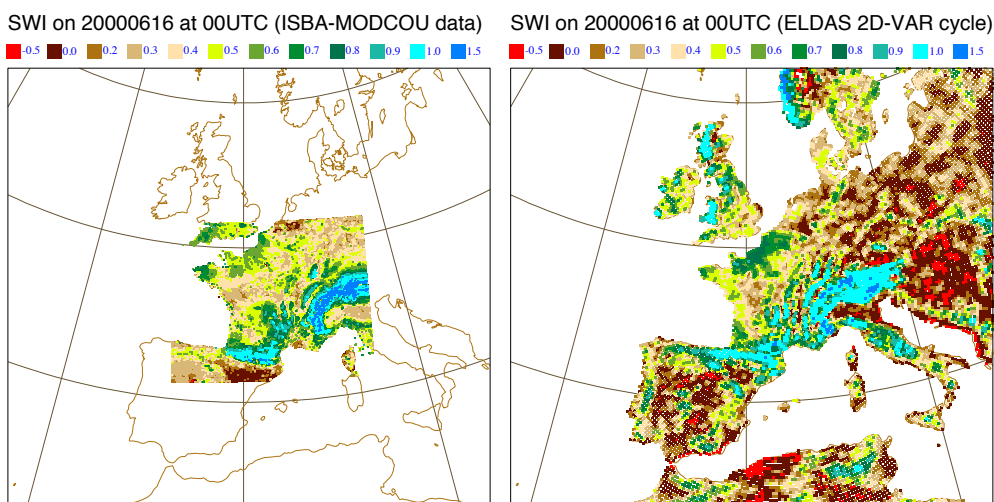 SWI on 20000616 at 00UTC (ISBA-MODCOU data)
-0.5 0.0 0.2 0.3 0.4 0.5 0.6 0.7 0.8 0.9 1.0 1.5
SWI on 20000616 at 00UTC (ELDAS 2D-VAR cycle)
-0.5 0.0 0.2 0.3 0.4 0.5 0.6 0.7 0.8 0.9 1.0 1.5